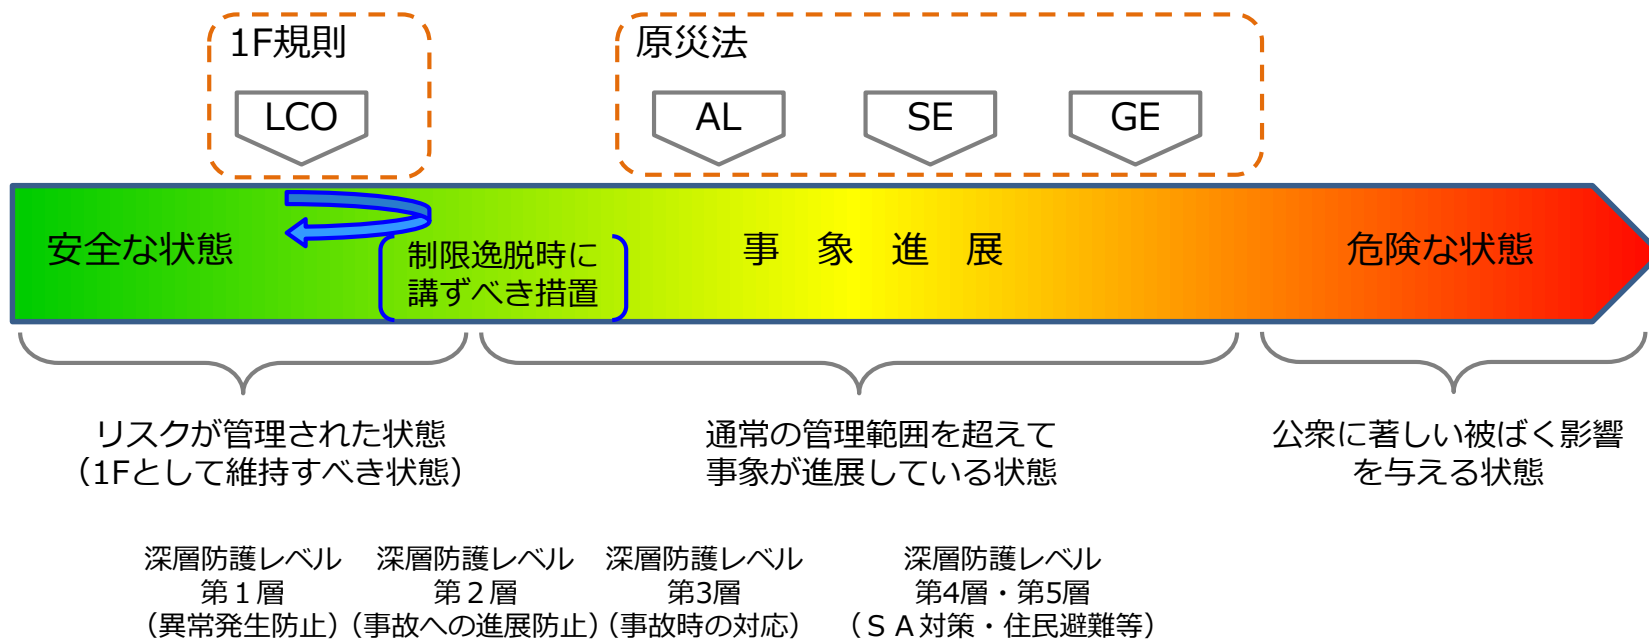 1F規則
LCO
原災法
AL
SE
GE
安全な状態
制限逸脱時に
講ずべき措置
事 象 進 展
危険な状態
リスクが管理された状態
（1Fとして維持すべき状態）
通常の管理範囲を超えて
事象が進展している状態
公衆に著しい被ばく影響
を与える状態
深層防護レベル
第１層
（異常発生防止）
深層防護レベル
第２層
（事故への進展防止）
深層防護レベル
第3層
（事故時の対応）
深層防護レベル
第4層・第5層
（ＳＡ対策・住民避難等）